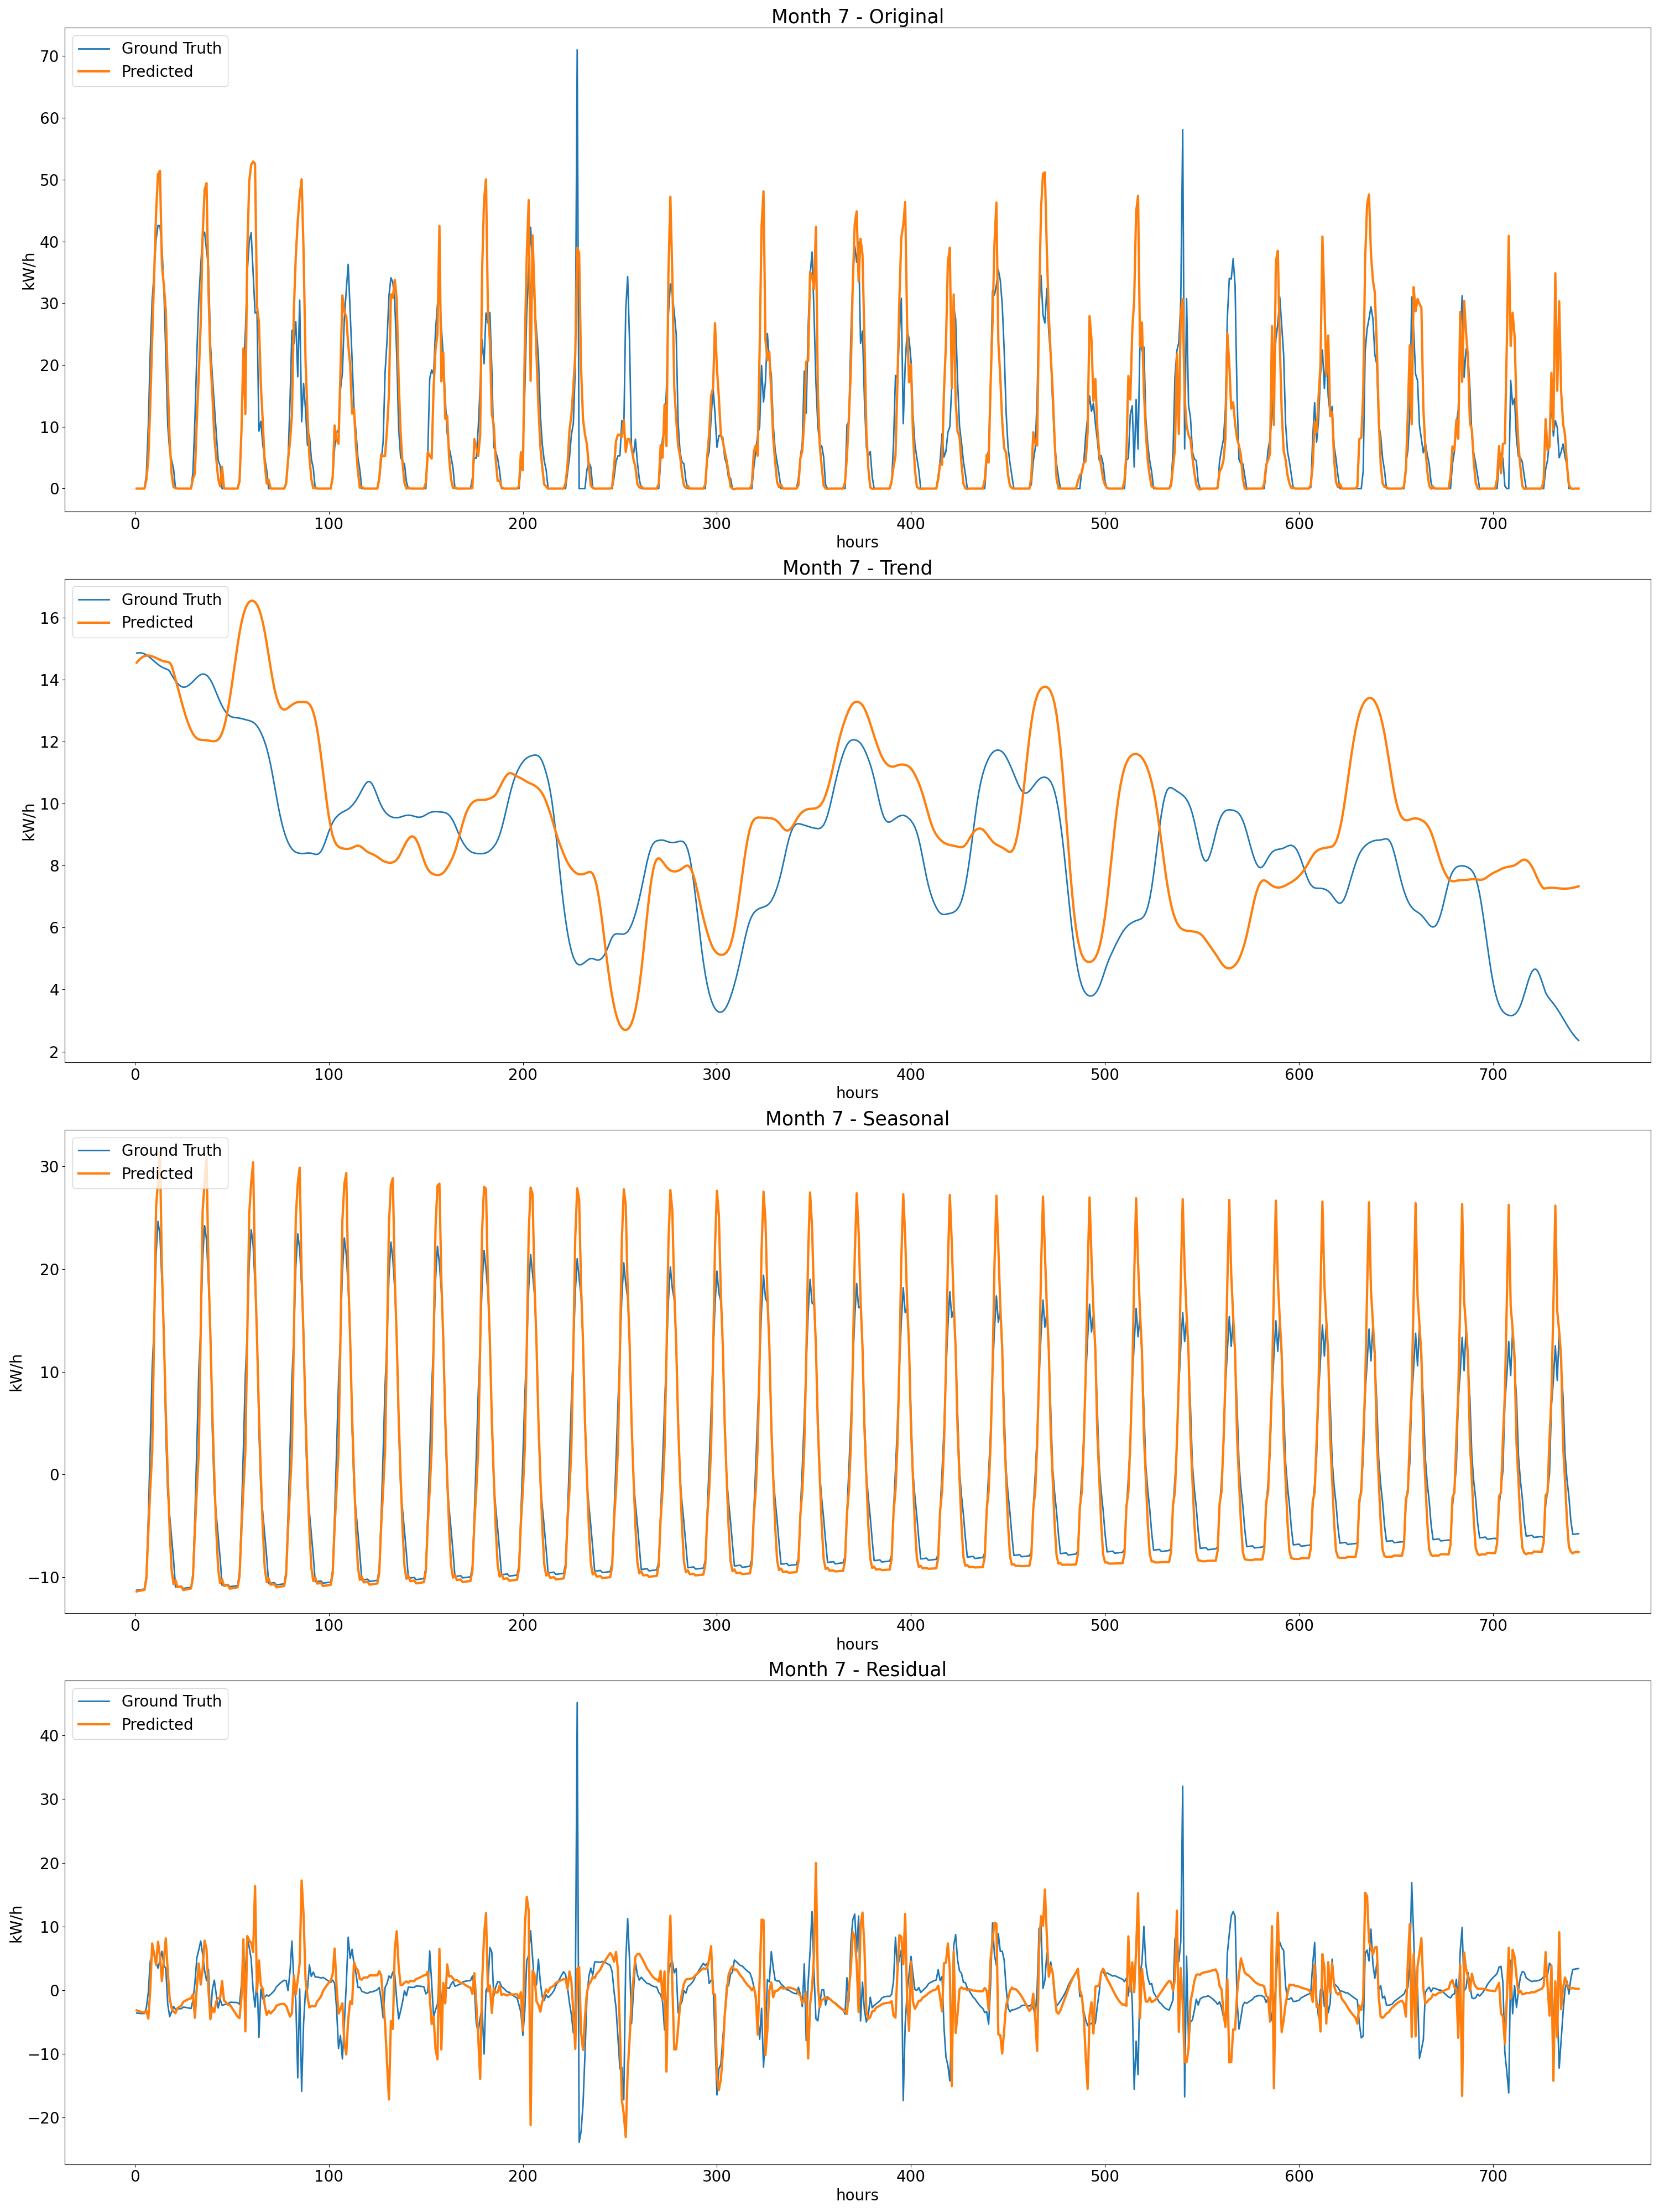 Month 7 - Original
Ground Truth
Predicted
70
60
50
40
30
20
10
0
kW/h
0 100 200 300 400 500 600 700
hours
Month 7 - Trend
Ground Truth
Predicted
16
14
12
10
8
6
4
2
kW/h
0 100 200 300 400 500 600 700
hours
Month 7 - Seasonal
Ground Truth
Predicted
30
20
10
0
−10
kW/h
0 100 200 300 400 500 600 700
hours
Month 7 - Residual
Ground Truth
Predicted
40
30
20
10
0
−10
−20
kW/h
0 100 200 300 400 500 600 700
hours